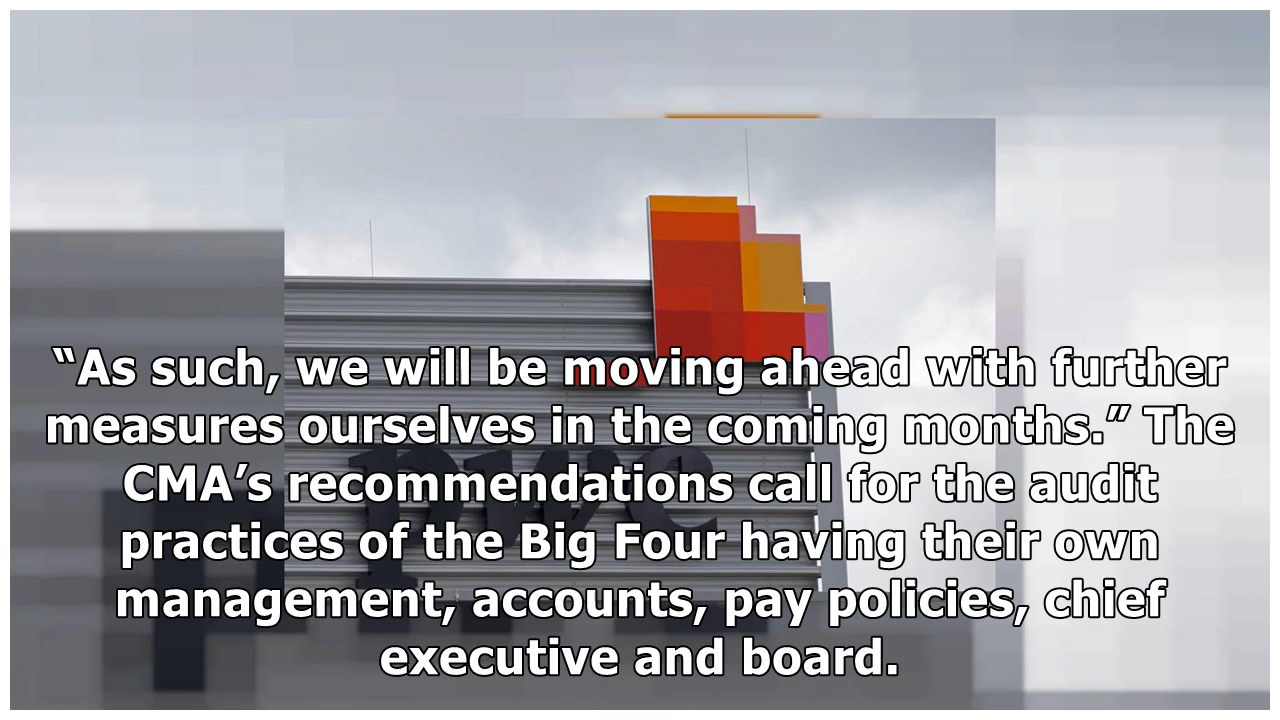 “As such, we will be moving ahead with further
measures ourselves in the coming months.” The
CMA’s recommendations call for the audit
practices of the Big Four having their own
management, accounts, pay policies, chief
executive and board.
pwc